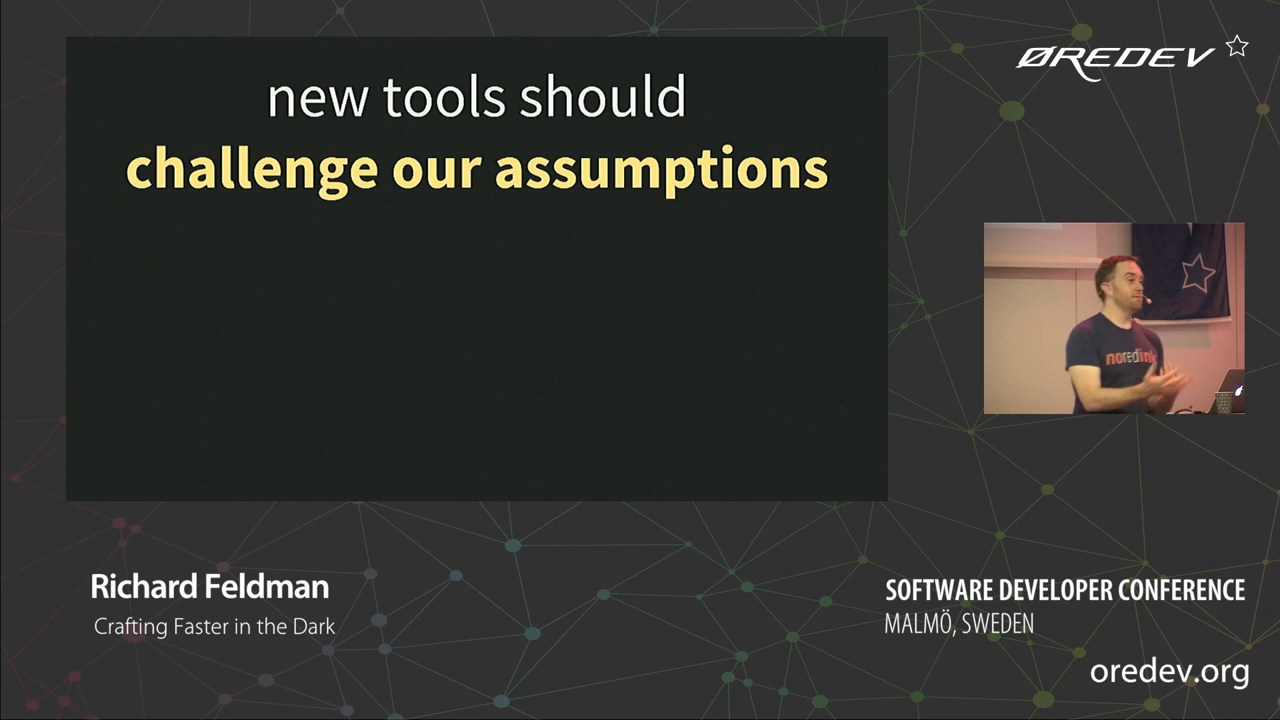 new tools should
challenge our assumptions
ØREDEV
noredink
Richard Feldman
Crafting Faster in the Dark
SOFTWARE DEVELOPER CONFERENCE
MALMÖ, SWEDEN
oredev.org